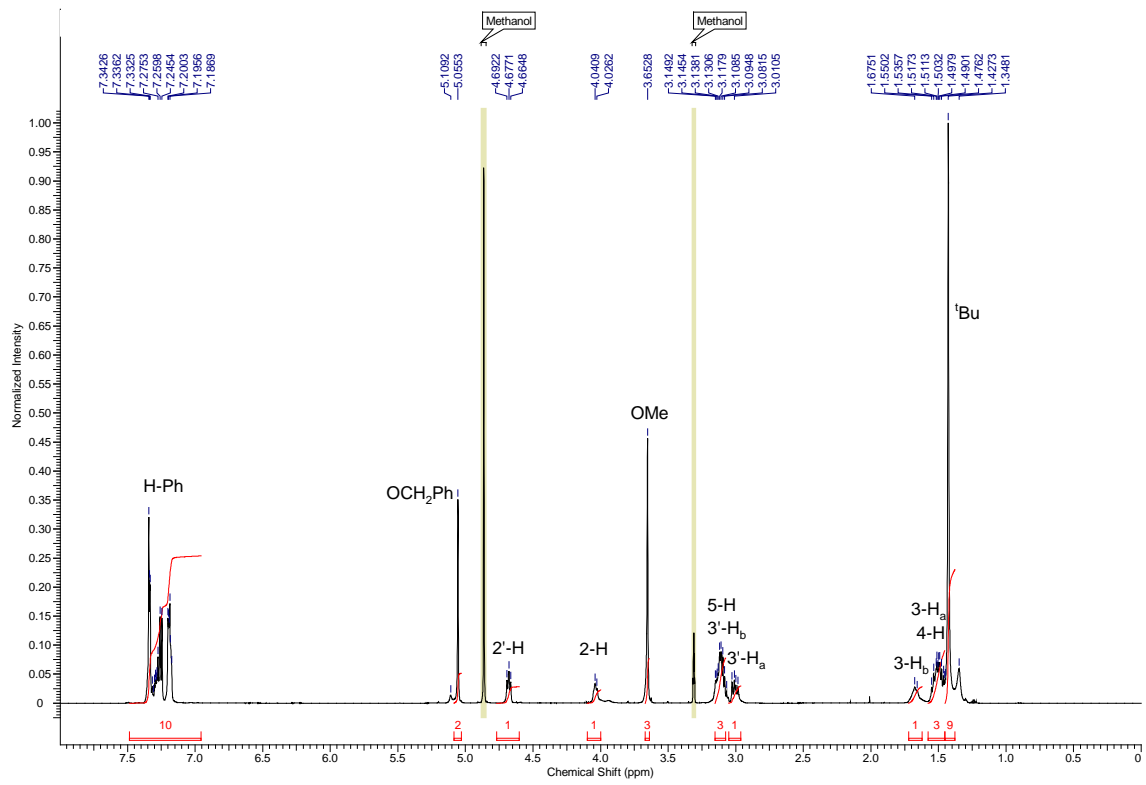 Methanol Methanol
7.3426 7.3362 7.3325 7.2753 7.2598 7.2454 7.2003 7.1956 7.1869 5.1092 5.0553 4.6922 4.6771 4.6648 4.0409 4.0262 3.6528 3.1492 3.1454 3.1381 3.1306 3.1179 3.1085 3.0948 3.0815 3.0105 1.6751 1.5502 1.5357 1.5173 1.5113 1.5032 1.4979 1.4901 1.4762 1.4273 1.3481
1.00
0.95
0.90
0.85
0.80
0.75
0.70
0.65
0.60
0.55
0.50
0.45
0.40
0.35
0.30
0.25
0.20
0.15
0.10
0.05
0
Normalized Intensity
ᵗBu
OMe
H-Ph
OCH₂Ph
5-H
3'-Hb
3'-Ha
2'-H
2-H
3-Ha
4-H
3-Hb
10 2 1 1 3 3 1 1 3 9
7.5 7.0 6.5 6.0 5.5 5.0 4.5 4.0 3.5 3.0 2.5 2.0 1.5 1.0 0.5 0
Chemical Shift (ppm)